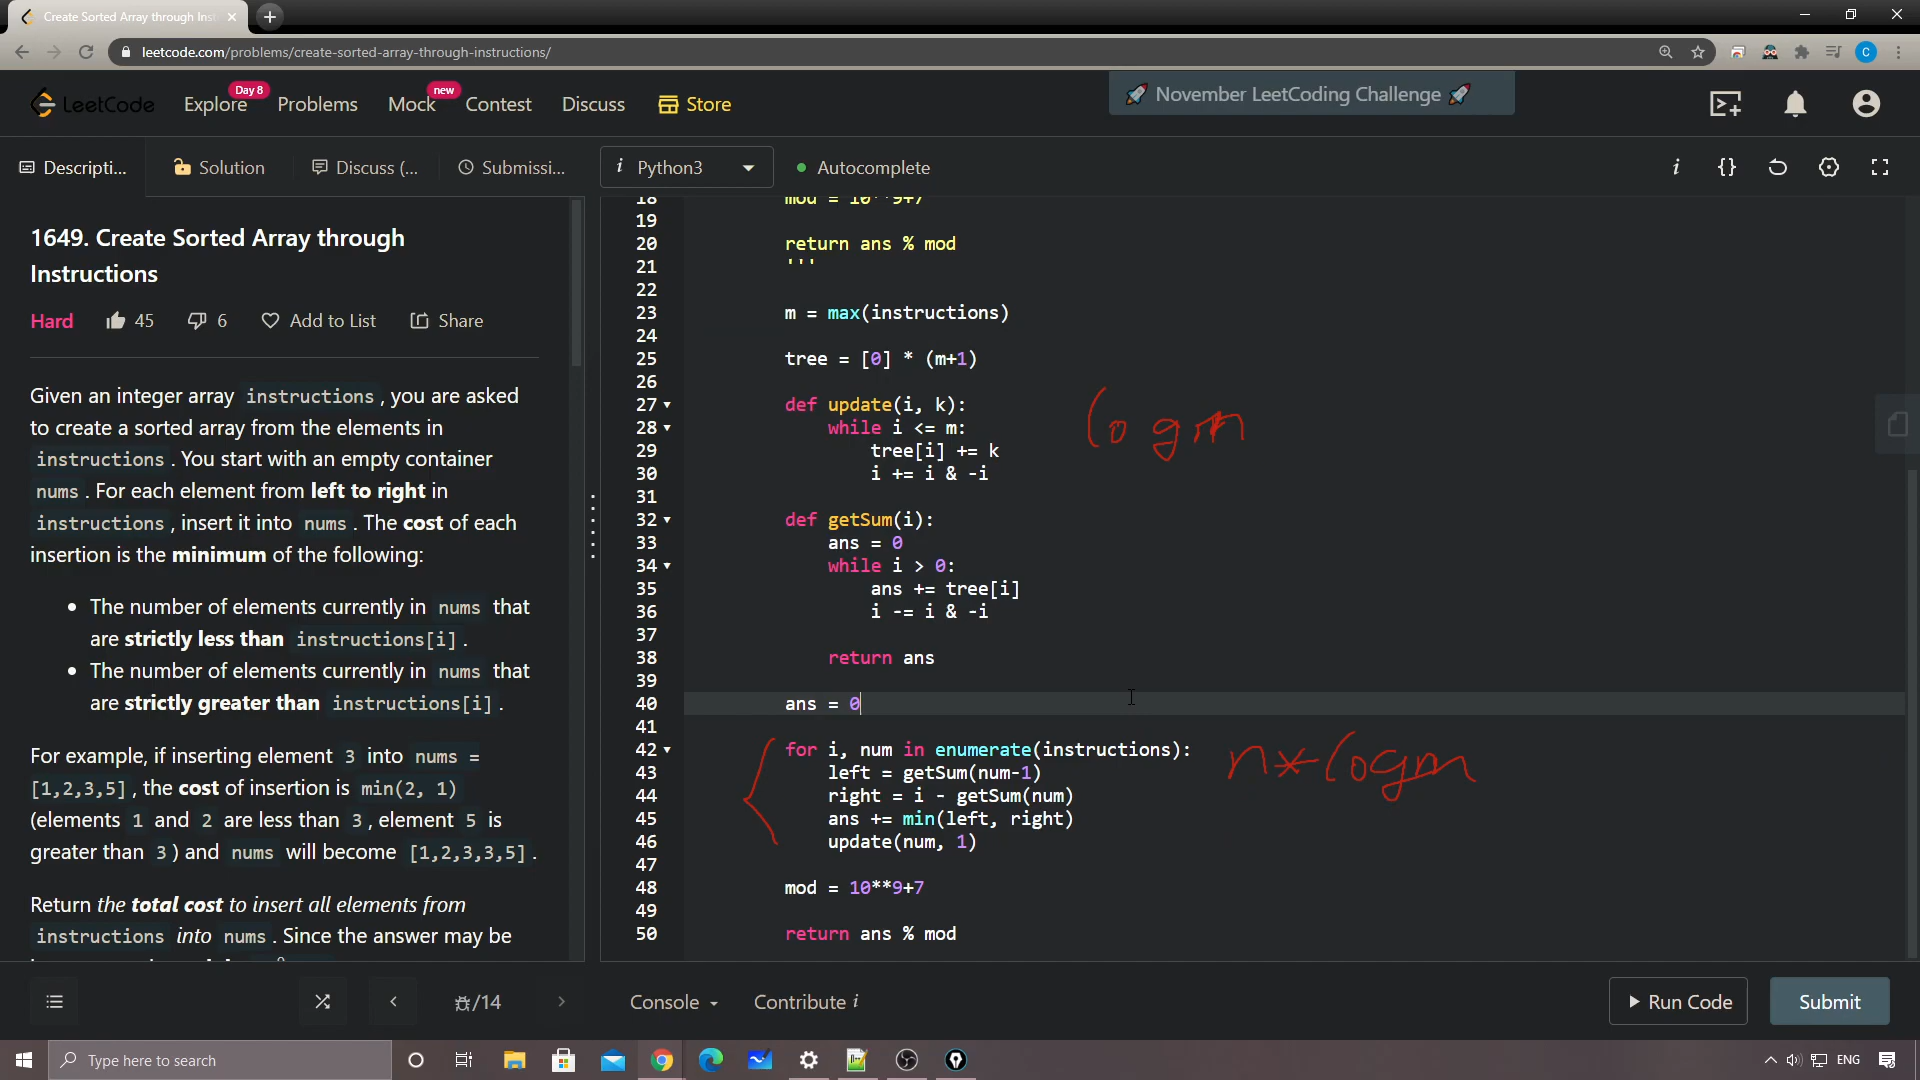 Create Sorted Array through Inst
leetcode.com/problems/create-sorted-array-through-instructions/
C
LeetCode
Explore
Day 8
Problems
Mock
new
Contest
Discuss
Store
🚀 November LeetCoding Challenge 🚀
Descripti...
Solution
Discuss (...
Submissi...
i Python3
Autocomplete
1649. Create Sorted Array through
Instructions
Hard 45 6 Add to List Share
Given an integer array instructions, you are asked
to create a sorted array from the elements in
instructions. You start with an empty container
nums. For each element from left to right in
instructions, insert it into nums. The cost of each
insertion is the minimum of the following:
• The number of elements currently in nums that
are strictly less than instructions[i].
• The number of elements currently in nums that
are strictly greater than instructions[i].
For example, if inserting element 3 into nums =
[1,2,3,5], the cost of insertion is min(2, 1)
(elements 1 and 2 are less than 3, element 5 is
greater than 3) and nums will become [1,2,3,3,5].
Return the total cost to insert all elements from
instructions into nums. Since the answer may be
18 mod = 10**9+7
19
20 return ans % mod
21 '''
22
23 m = max(instructions)
24
25 tree = [0] * (m+1)
26
27 def update(i, k):
28 while i <= m:
29 tree[i] += k
30 i += i & -i
31
32 def getSum(i):
33 ans = 0
34 while i > 0:
35 ans += tree[i]
36 i -= i & -i
37
38 return ans
39
40 ans = 0
41
42 for i, num in enumerate(instructions):
43 left = getSum(num-1)
44 right = i - getSum(num)
45 ans += min(left, right)
46 update(num, 1)
47
48 mod = 10**9+7
49
50 return ans % mod
logm
n*logm
/14
Console
Contribute i
Run Code
Submit
Type here to search
ENG